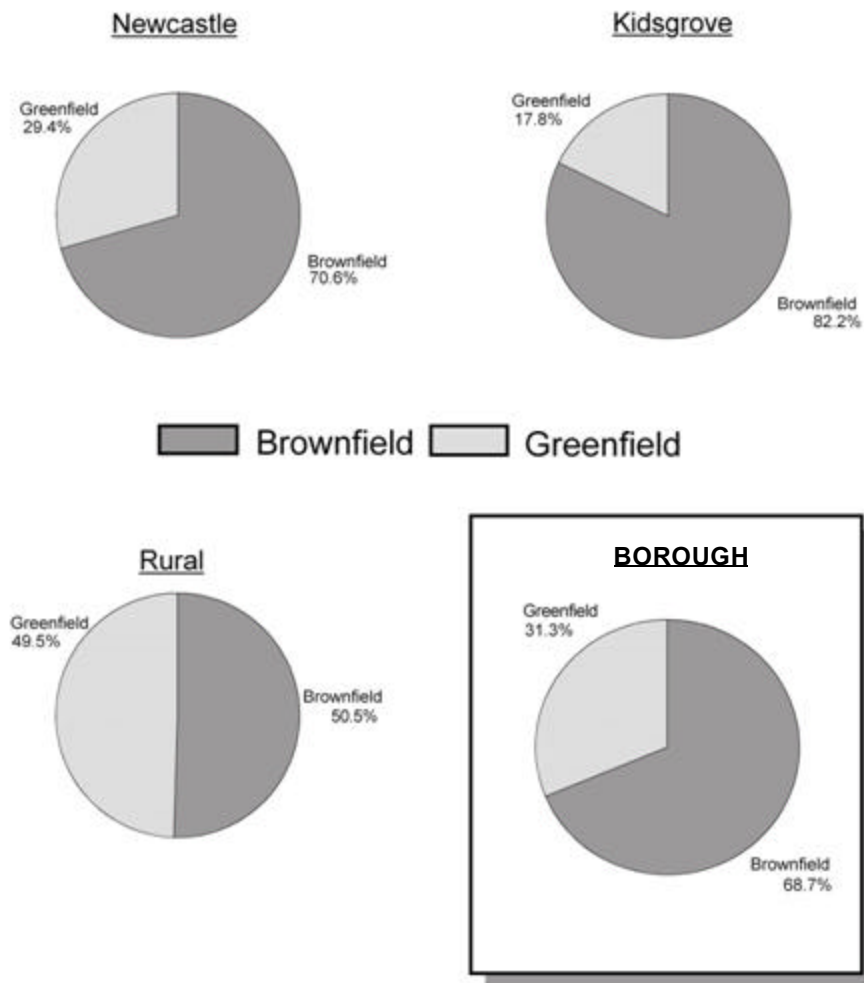 Newcastle
Greenfield
29.4%
Brownfield
70.6%
Kidsgrove
Greenfield
17.8%
Brownfield
82.2%
Brownfield
Greenfield
Rural
Greenfield
49.5%
Brownfield
50.5%
BOROUGH
Greenfield
31.3%
Brownfield
68.7%